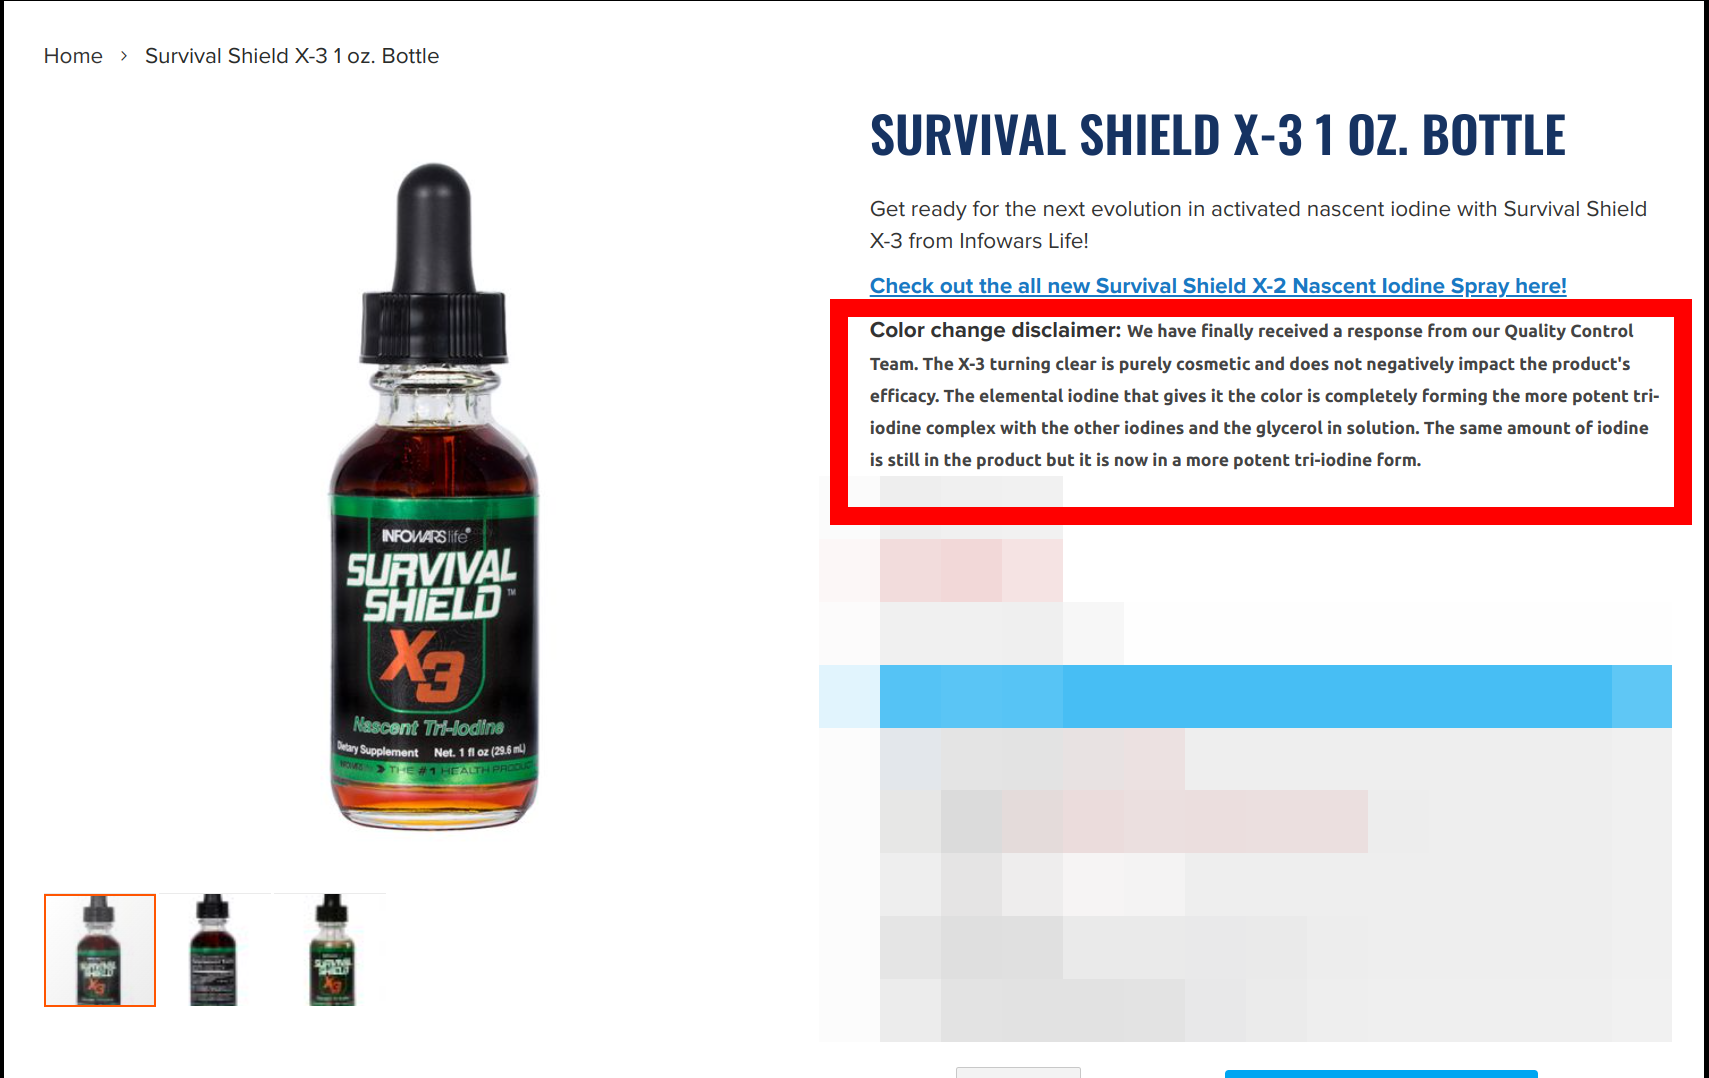 Home > Survival Shield X-3 1 oz. Bottle
SURVIVAL SHIELD X-3 1 OZ. BOTTLE
Get ready for the next evolution in activated nascent iodine with Survival Shield
X-3 from Infowars Life!
Check out the all new Survival Shield X-2 Nascent Iodine Spray here!
Color change disclaimer: We have finally received a response from our Quality Control
Team. The X-3 turning clear is purely cosmetic and does not negatively impact the product's
efficacy. The elemental iodine that gives it the color is completely forming the more potent tri-
iodine complex with the other iodines and the glycerol in solution. The same amount of iodine
is still in the product but it is now in a more potent tri-iodine form.
INFOWARS life®
SURVIVAL
SHIELD™
X3
Nascent Tri-Iodine
Dietary Supplement Net. 1 fl oz (29.6 mL)
THE #1 HEALTH PRODUC
SURVIVAL
SHIELD
X3
SURVIVAL
SHIELD
X3